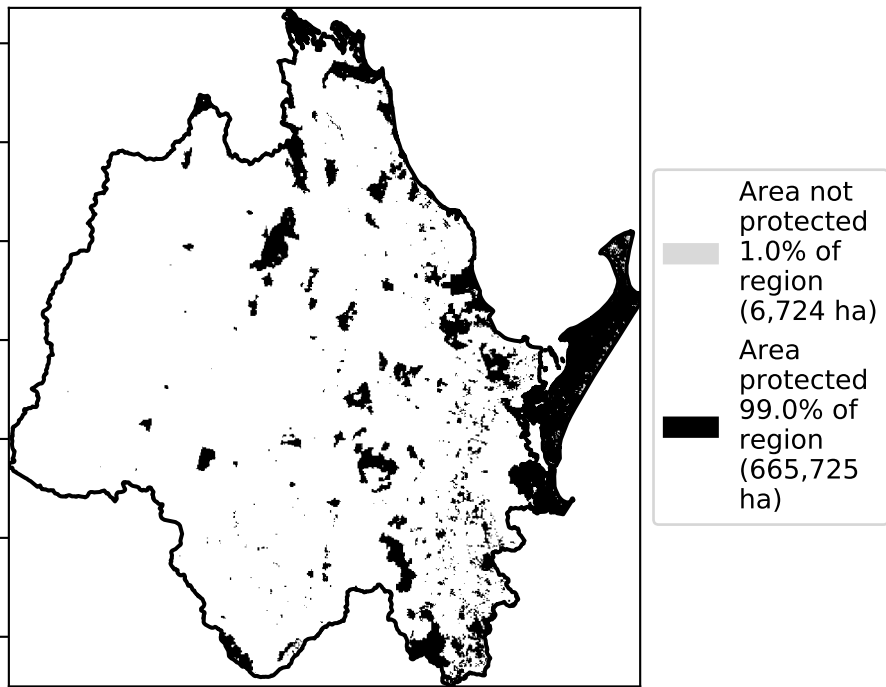 Area not
protected
1.0% of
region
(6,724 ha)
Area
protected
99.0% of
region
(665,725
ha)